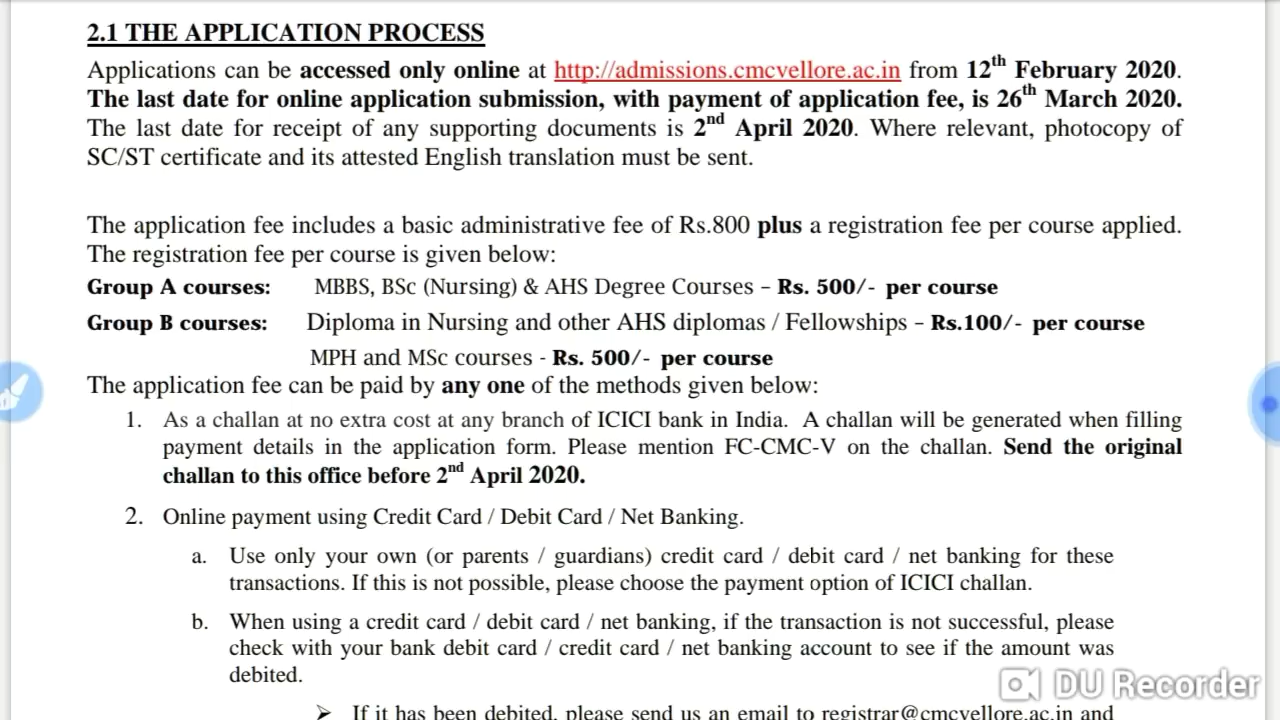 2.1 THE APPLICATION PROCESS
Applications can be accessed only online at http://admissions.cmcvellore.ac.in from 12th February 2020.
The last date for online application submission, with payment of application fee, is 26th March 2020.
The last date for receipt of any supporting documents is 2nd April 2020. Where relevant, photocopy of
SC/ST certificate and its attested English translation must be sent.
The application fee includes a basic administrative fee of Rs.800 plus a registration fee per course applied.
The registration fee per course is given below:
Group A courses: MBBS, BSc (Nursing) & AHS Degree Courses – Rs. 500/- per course
Group B courses: Diploma in Nursing and other AHS diplomas / Fellowships – Rs.100/- per course
MPH and MSc courses - Rs. 500/- per course
The application fee can be paid by any one of the methods given below:
1. As a challan at no extra cost at any branch of ICICI bank in India. A challan will be generated when filling
payment details in the application form. Please mention FC-CMC-V on the challan. Send the original
challan to this office before 2nd April 2020.
2. Online payment using Credit Card / Debit Card / Net Banking.
a. Use only your own (or parents / guardians) credit card / debit card / net banking for these
transactions. If this is not possible, please choose the payment option of ICICI challan.
b. When using a credit card / debit card / net banking, if the transaction is not successful, please
check with your bank debit card / credit card / net banking account to see if the amount was
debited.
➤ If it has been debited, please send us an email to registrar@cmcvellore.ac.in and
DU Recorder